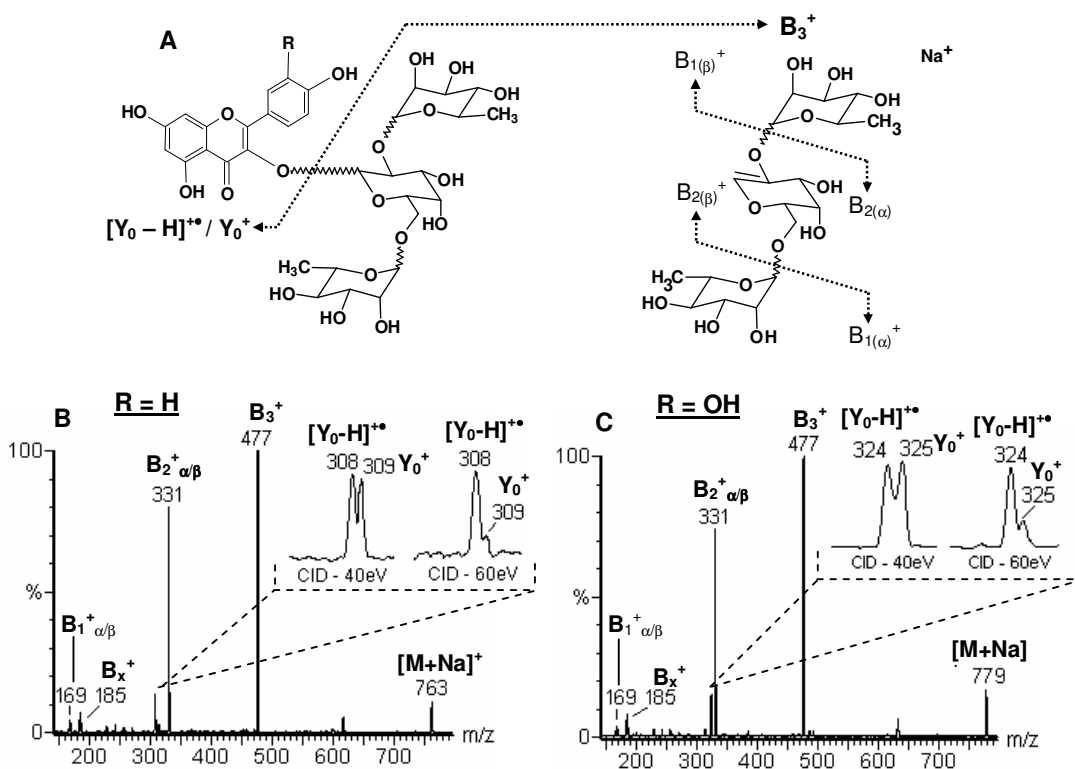 A
B₃⁺
R
OH
HO
O
OH
O
O
[Y₀ – H]⁺• / Y₀⁺
OH
OH
OH
O
CH₃
O
O
OH
OH
O
H₃C
O
HO
HO
OH
Na⁺
B₁₍β₎⁺
OH
OH
OH
O
CH₃
O
B₂₍α₎
B₂₍β₎⁺
OH
O
HO
O
H₃C
O
HO
HO
OH
B₁₍α₎⁺
B
R = H
B₃⁺
477
[Y₀-H]⁺•
308 309 Y₀⁺
[Y₀-H]⁺•
308
Y₀⁺
309
CID - 40eV
CID - 60eV
100
%
0
B₂⁺ α/β
331
B₁⁺ α/β
169
Bₓ⁺
185
[M+Na]⁺
763
200 300 400 500 600 700
m/z
C
R = OH
B₃⁺
477
[Y₀-H]⁺•
324 325 Y₀⁺
[Y₀-H]⁺•
324
Y₀⁺
325
CID - 40eV
CID - 60eV
100
%
0
B₂⁺ α/β
331
B₁⁺ α/β
169
Bₓ⁺
185
[M+Na]
779
200 300 400 500 600 700
m/z